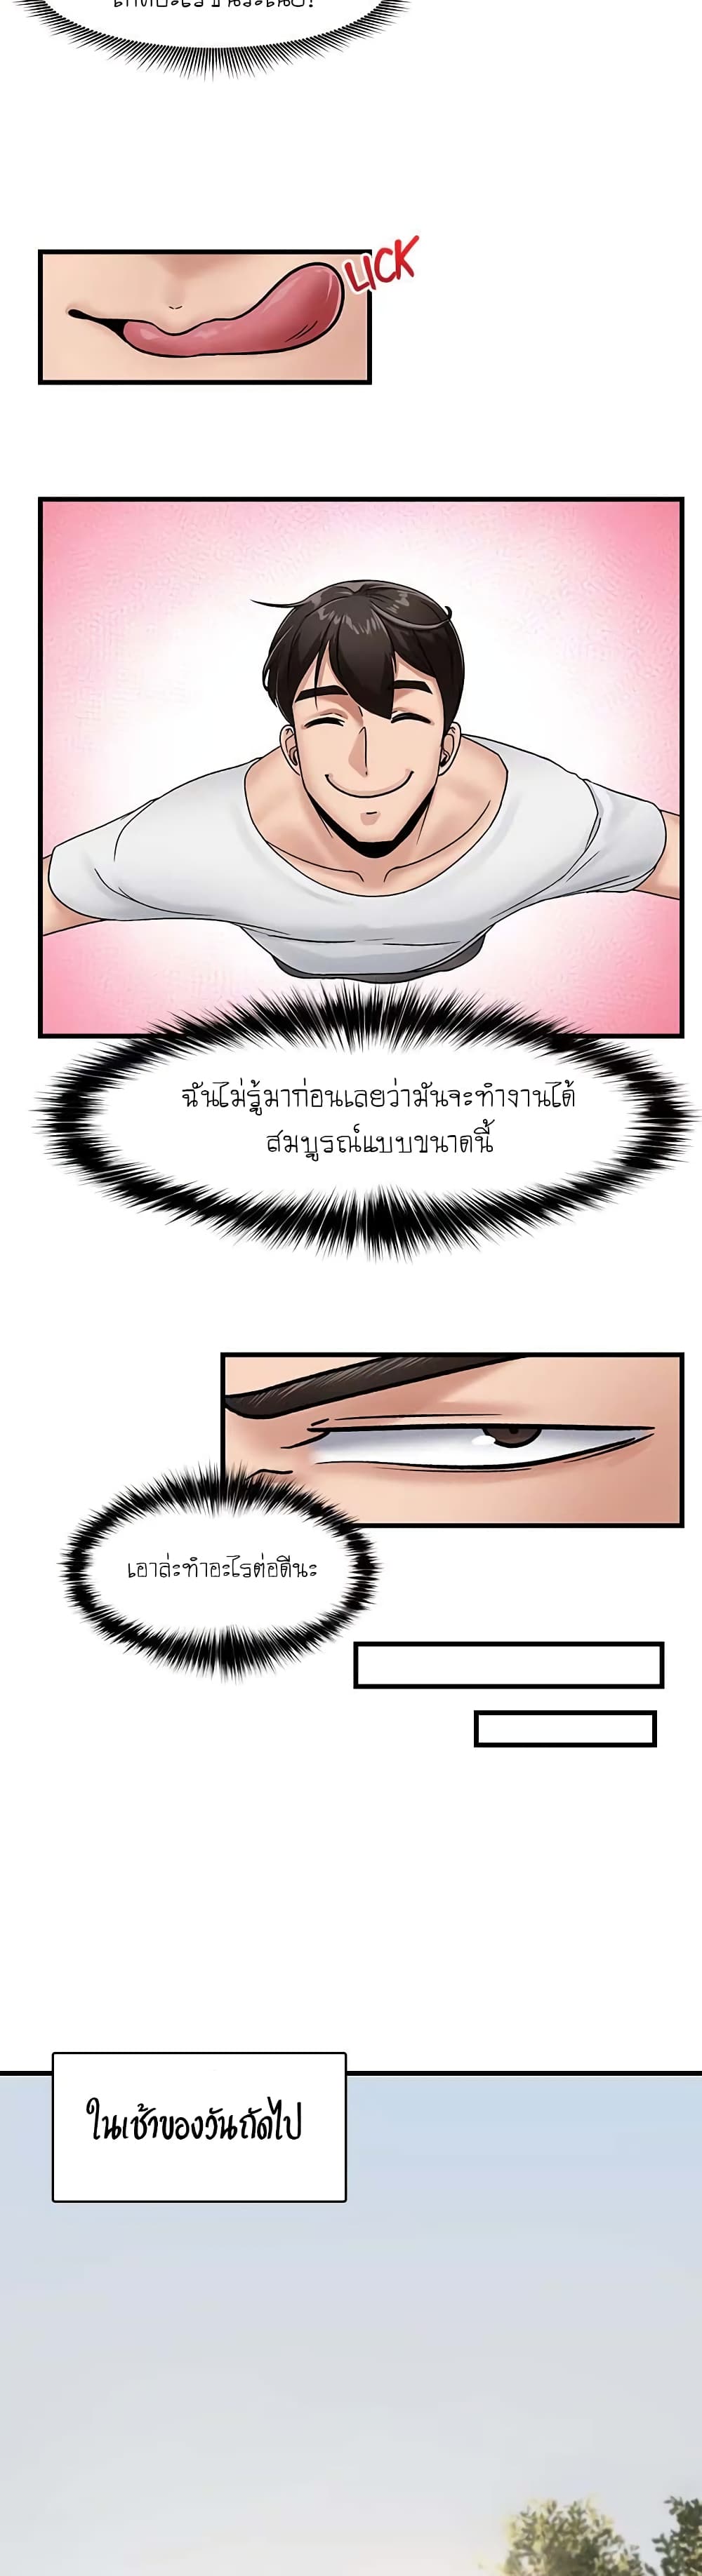 LICK
ฉันไม่รู้มาก่อนเลยว่ามันจะทำงานได้
สมบูรณ์แบบขนาดนี้
เอาล่ะทำอะไรต่อดีนะ
ในเช้าของวันถัดไป